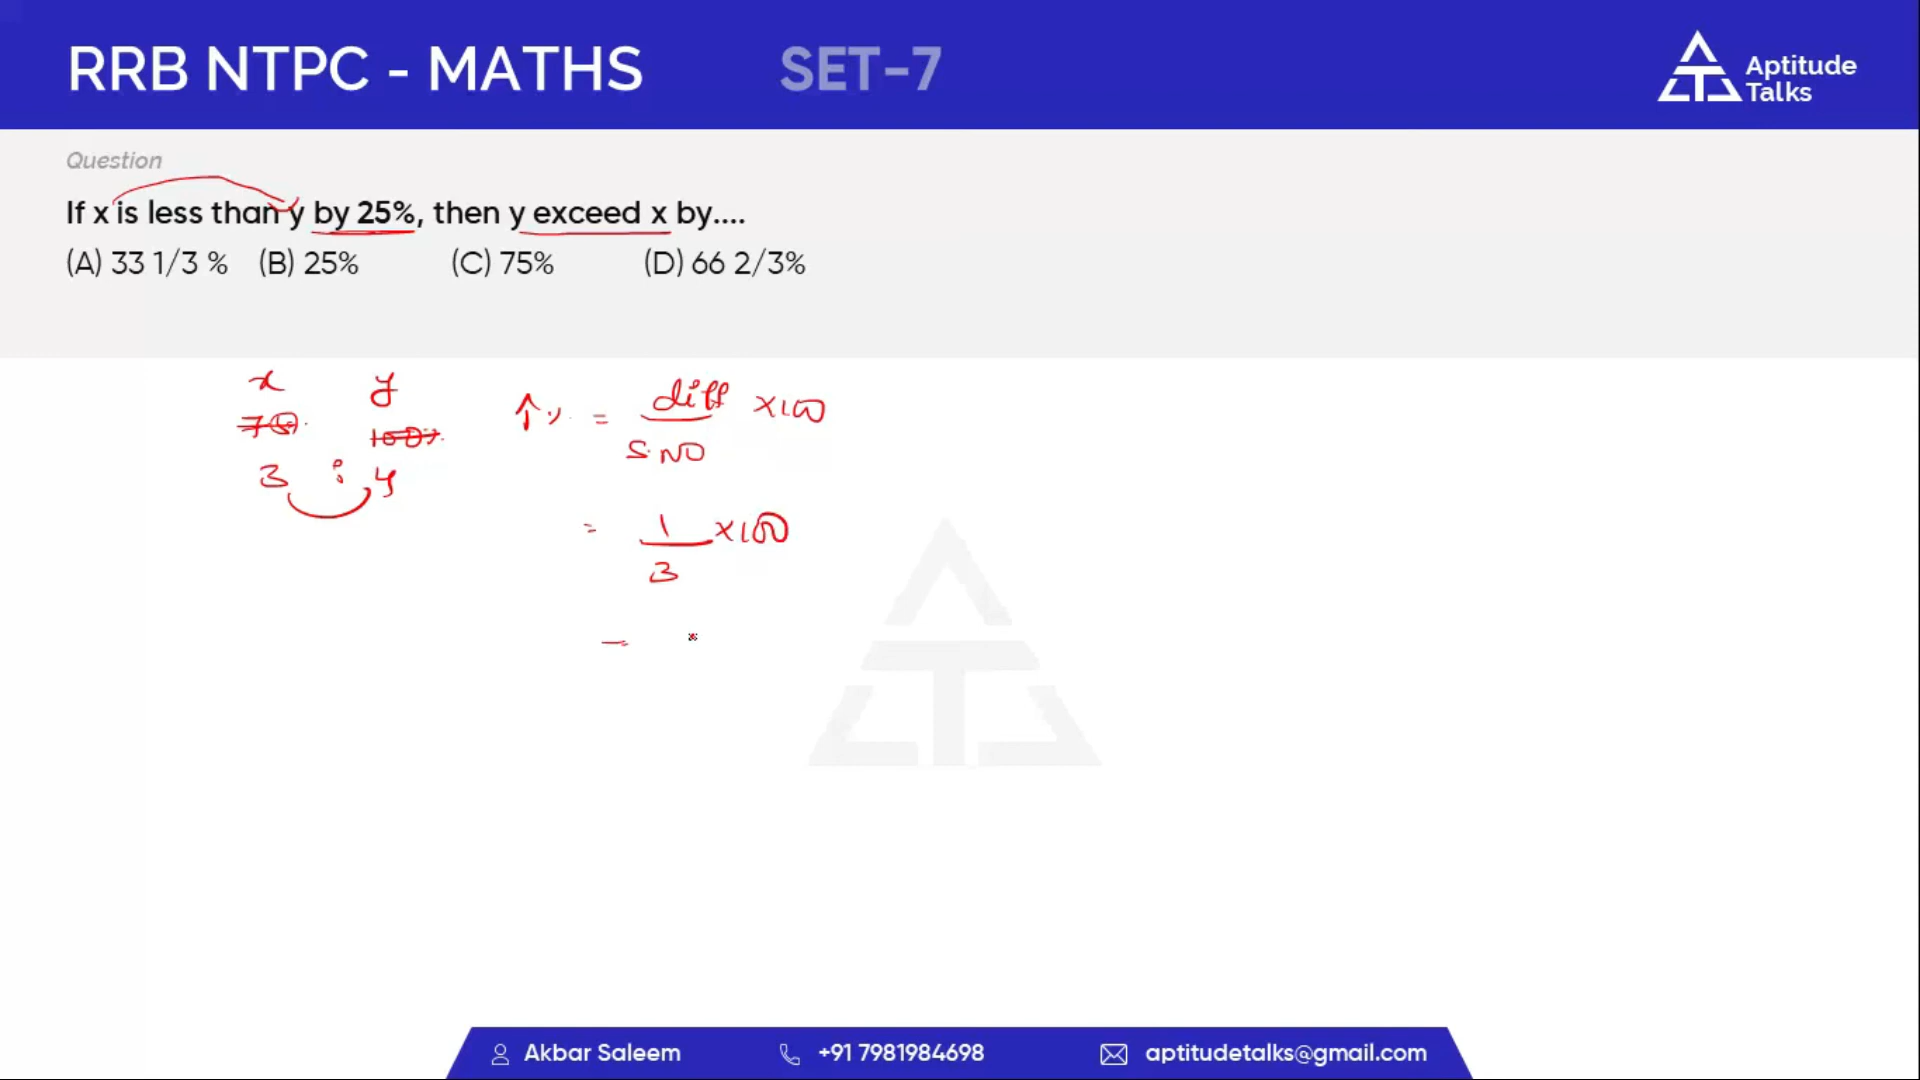 RRB NTPC - MATHS SET-7
Aptitude
Talks
Question
If x is less than y by 25%, then y exceed x by....
(A) 33 1/3 % (B) 25% (C) 75% (D) 66 2/3%
x y ↑% = diff/S.NO ×100
75% 100%
3 : 4
= 1/3 ×100
=
Akbar Saleem +91 7981984698 aptitudetalks@gmail.com